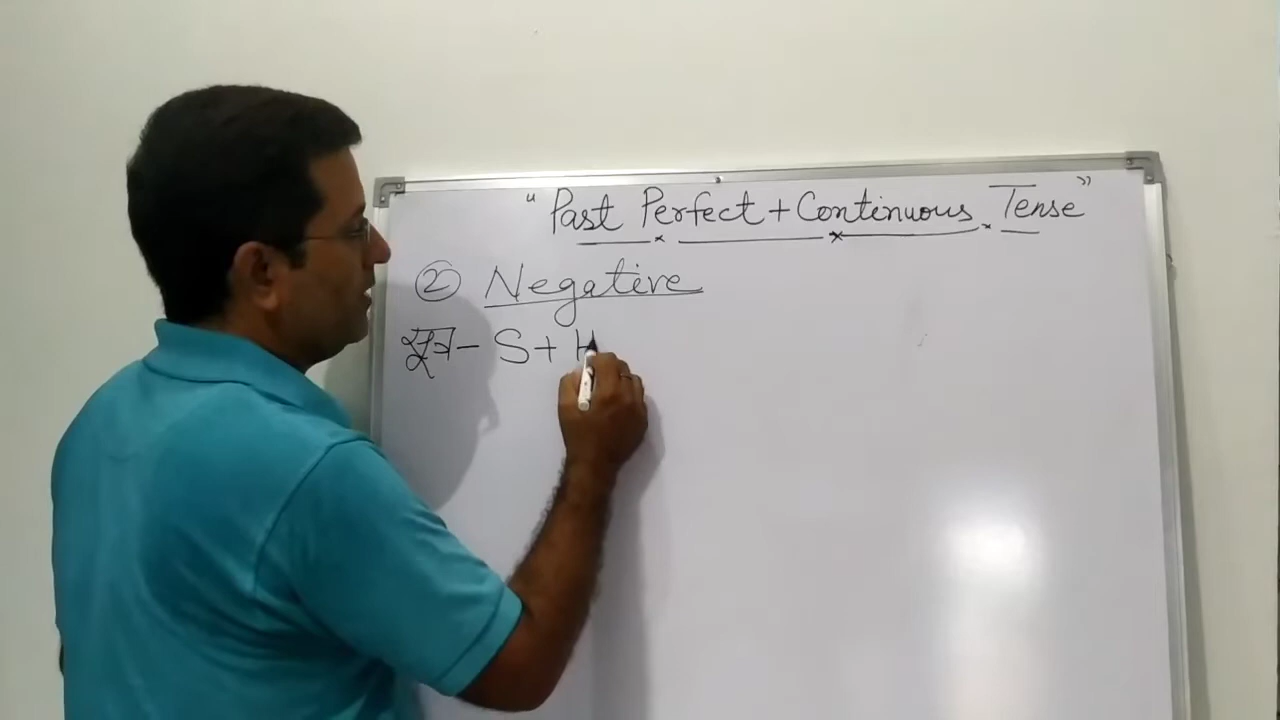 "Past Perfect + Continuous Tense"
② Negative
सूत्र - S + H